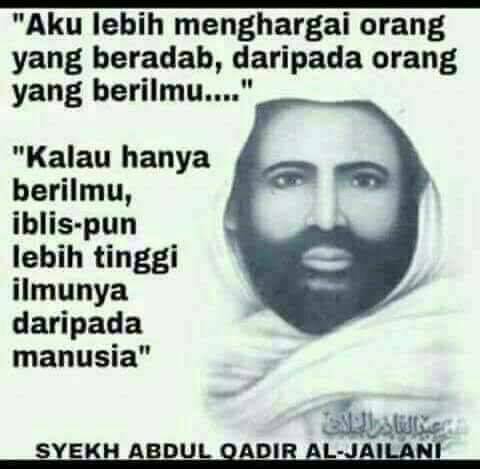 "Aku lebih menghargai orang
yang beradab, daripada orang
yang berilmu...."
"Kalau hanya
berilmu,
iblis-pun
lebih tinggi
ilmunya
daripada
manusia"
SYEKH ABDUL QADIR AL-JAILANI